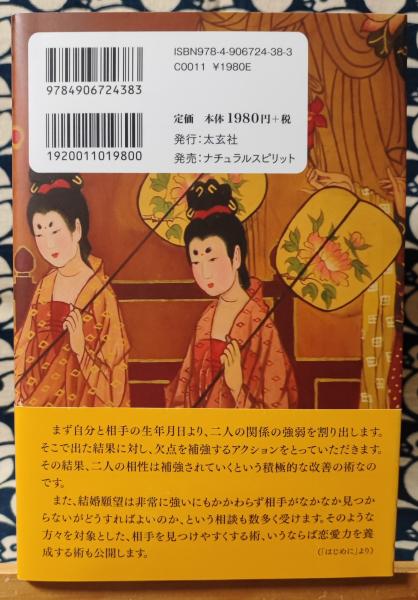 ISBN978-4-906724-38-3
C0011 ¥1980E
9784906724383
1920011019800
定価 本体1980円+税
発行:太玄社
発売:ナチュラルスピリット
まず自分と相手の生年月日より、二人の関係の強弱を割り出します。
そこで出た結果に対し、欠点を補強するアクションをとっていただきます。
その結果、二人の相性は補強されていくという積極的な改善の術なの
です。
また、結婚願望は非常に強いにもかかわらず相手がなかなか見つか
らないがどうすればよいのか、という相談も数多く受けます。そのような
方々を対象とした、相手を見つけやすくする術、いうならば恋愛力を養
成する術も公開します。
(「はじめに」より)